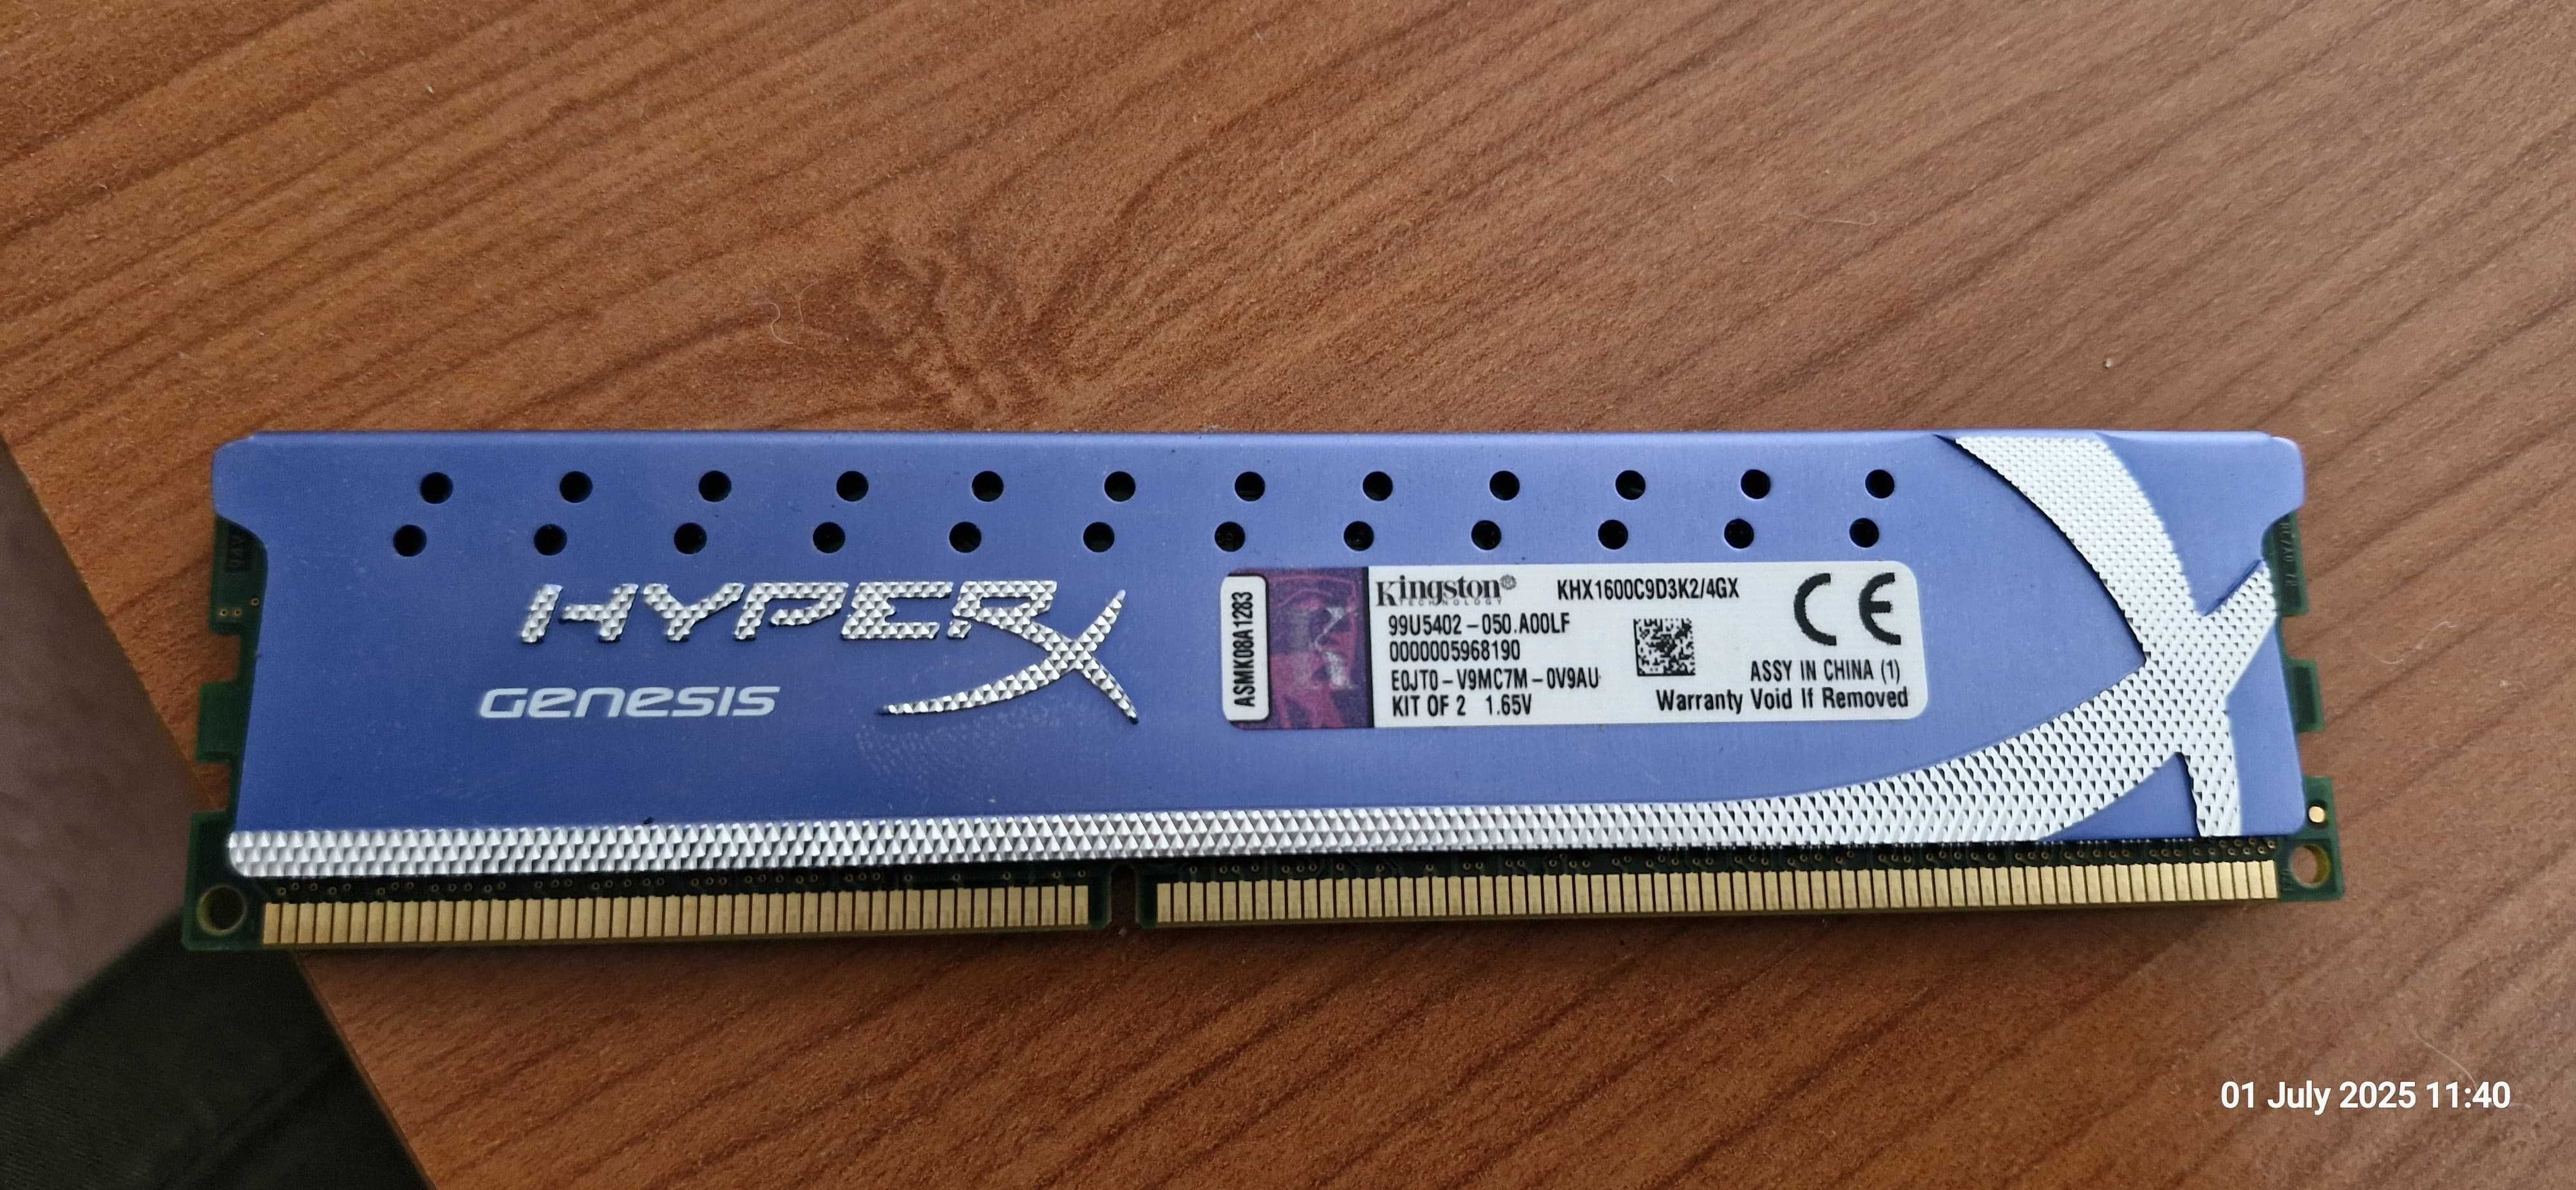 HYPERX
GENESIS
ASMK08A1283
Kingston®
TECHNOLOGY
KHX1600C9D3K2/4GX
CE
99U5402-050.A00LF
0000005968190
E0JT0-V9MC7M-0V9AU
ASSY IN CHINA (1)
KIT OF 2 1.65V
Warranty Void If Removed
01 July 2025 11:40